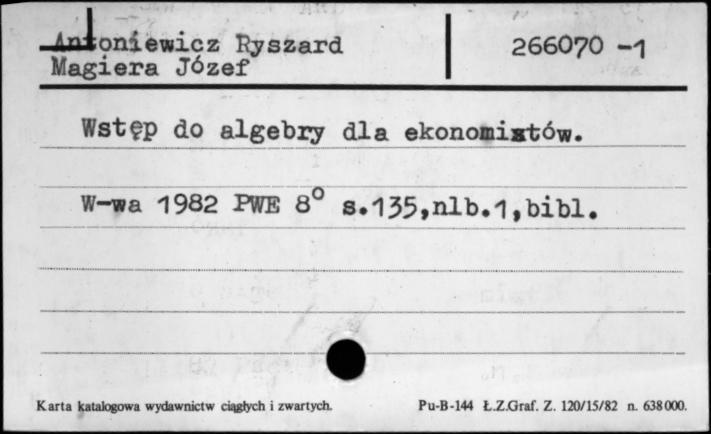 Antoniewicz Ryszard 266070 -1
Magiera Józef
Wstęp do algebry dla ekonomistów.
W-wa 1982 PWE 8° s.135,nlb.1,bibl.
Karta katalogowa wydawnictw ciągłych i zwartych. Pu-B-144 Ł.Z.Graf. Z. 120/15/82 n. 638000.